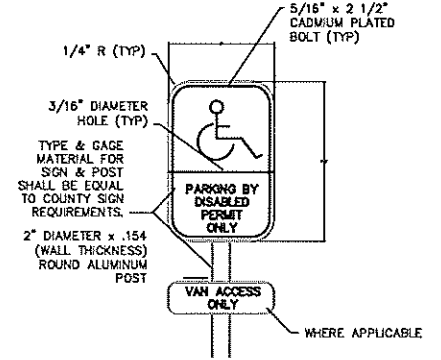 5/16" x 2 1/2"
CADMIUM PLATED
BOLT (TYP)
1/4" R (TYP)
3/16" DIAMETER
HOLE (TYP)
TYPE & GAGE
MATERIAL FOR
SIGN & POST
SHALL BE EQUAL
TO COUNTY SIGN
REQUIREMENTS.
2" DIAMETER x .154
(WALL THICKNESS)
ROUND ALUMINUM
POST
PARKING BY
DISABLED
PERMIT
ONLY
VAN ACCESS
ONLY
WHERE APPLICABLE